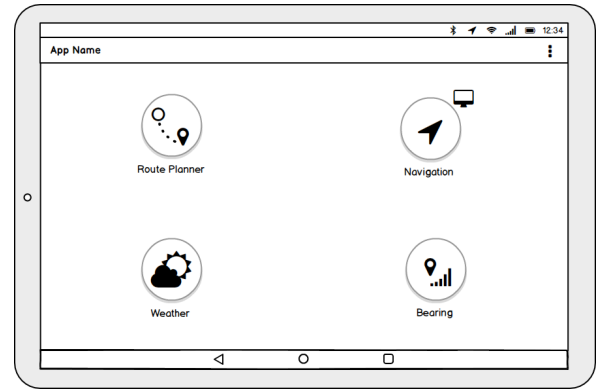 12:34
App Name
Route Planner
Navigation
Weather
Bearing